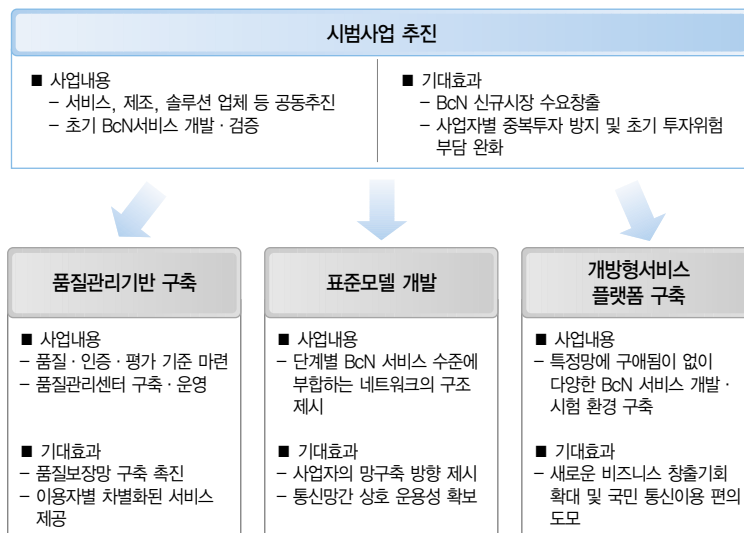 시범사업 추진
■ 사업내용
– 서비스, 제조, 솔루션 업체 등 공동추진
– 초기 BcN서비스 개발 · 검증
■ 기대효과
– BcN 신규시장 수요창출
– 사업자별 중복투자 방지 및 초기 투자위험
부담 완화
품질관리기반 구축
■ 사업내용
– 품질 · 인증 · 평가 기준 마련
– 품질관리센터 구축 · 운영
■ 기대효과
– 품질보장망 구축 촉진
– 이용자별 차별화된 서비스
제공
표준모델 개발
■ 사업내용
– 단계별 BcN 서비스 수준에
부합하는 네트워크의 구조
제시
■ 기대효과
– 사업자의 망구축 방향 제시
– 통신망간 상호 운용성 확보
개방형서비스
플랫폼 구축
■ 사업내용
– 특정망에 구애됨이 없이
다양한 BcN 서비스 개발 ·
시험 환경 구축
■ 기대효과
– 새로운 비즈니스 창출기회
확대 및 국민 통신이용 편의
도모